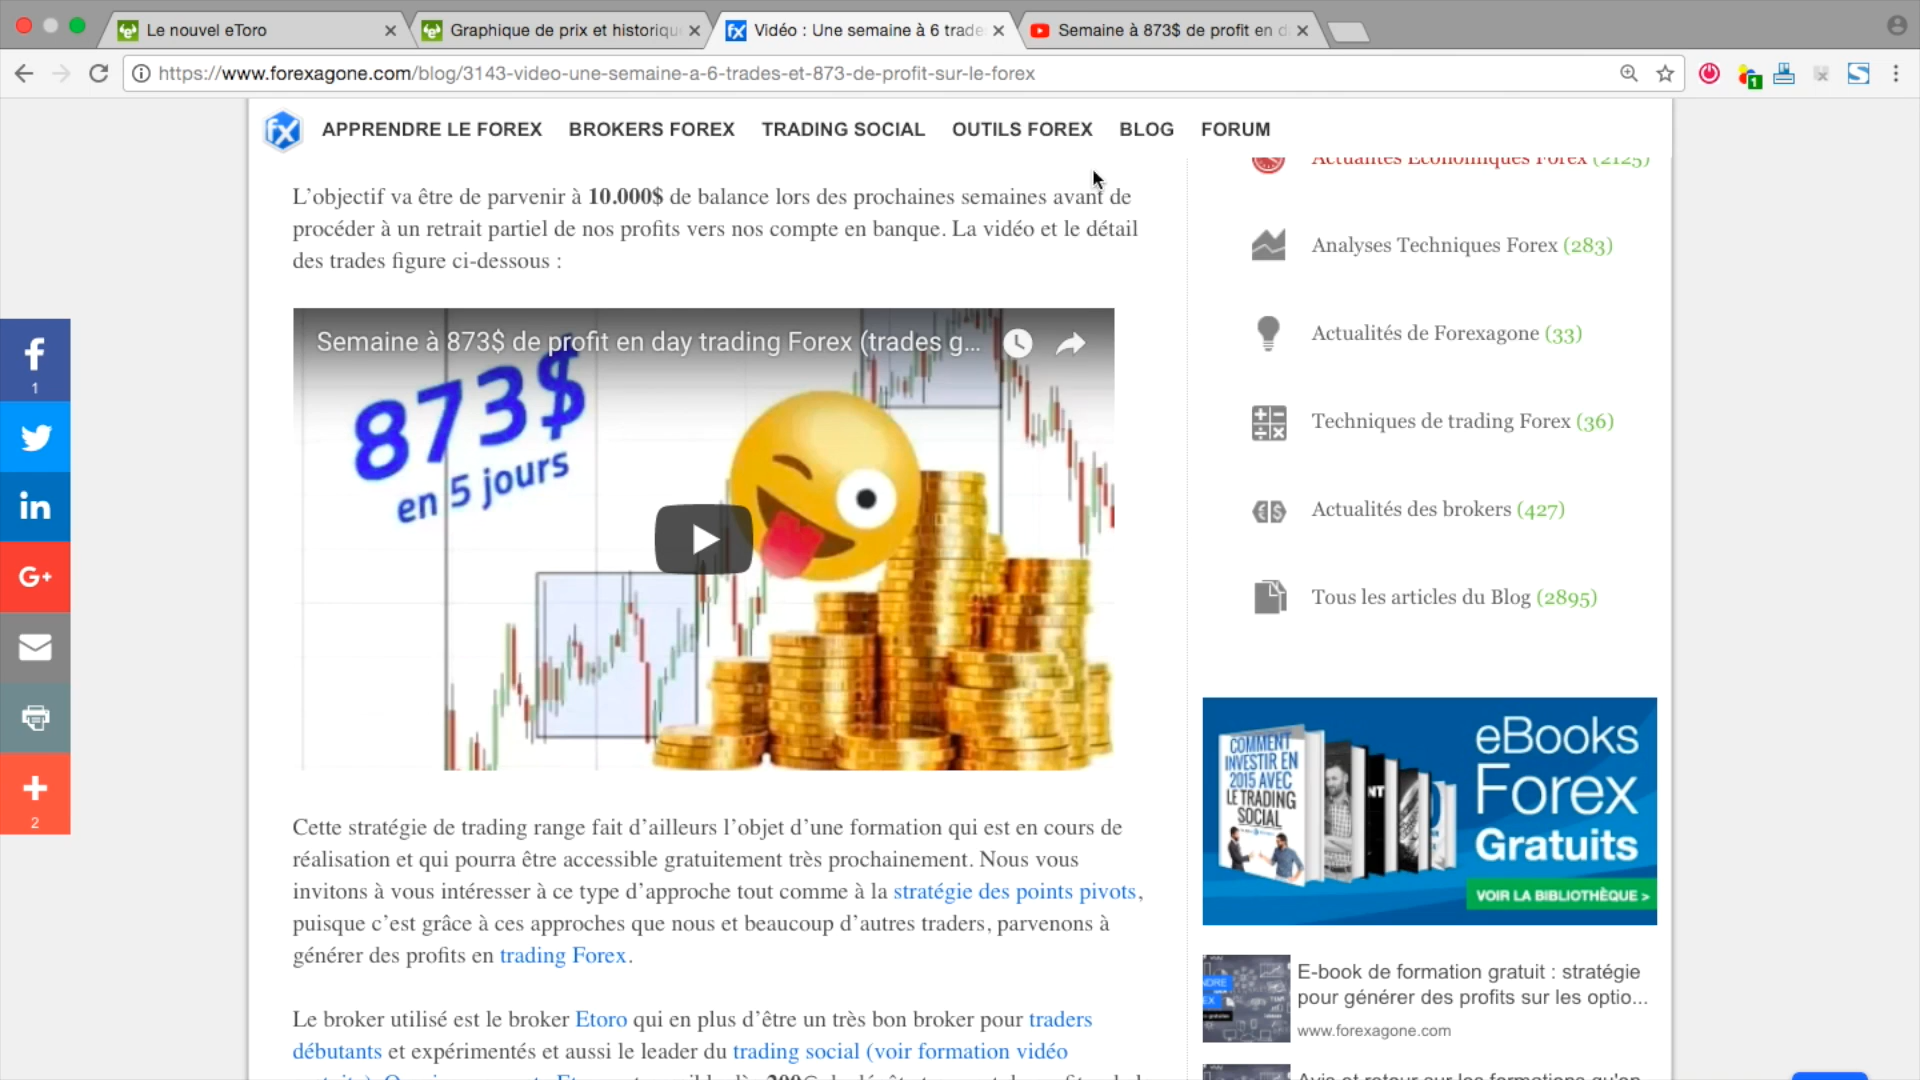 Le nouvel eToro
Graphique de prix et historiqu
Vidéo : Une semaine à 6 trade
Semaine à 873$ de profit en d
https://www.forexagone.com/blog/3143-video-une-semaine-a-6-trades-et-873-de-profit-sur-le-forex
1
fx APPRENDRE LE FOREX BROKERS FOREX TRADING SOCIAL OUTILS FOREX BLOG FORUM
L'objectif va être de parvenir à 10.000$ de balance lors des prochaines semaines avant de
procéder à un retrait partiel de nos profits vers nos compte en banque. La vidéo et le détail
des trades figure ci-dessous :
Semaine à 873$ de profit en day trading Forex (trades g...
873$
en 5 jours
Cette stratégie de trading range fait d'ailleurs l'objet d'une formation qui est en cours de
réalisation et qui pourra être accessible gratuitement très prochainement. Nous vous
invitons à vous intéresser à ce type d'approche tout comme à la stratégie des points pivots,
puisque c'est grâce à ces approches que nous et beaucoup d'autres traders, parvenons à
générer des profits en trading Forex.
Le broker utilisé est le broker Etoro qui en plus d'être un très bon broker pour traders
débutants et expérimentés et aussi le leader du trading social (voir formation vidéo
1
in
G+
2
Actualités Economiques Forex (2125)
Analyses Techniques Forex (283)
Actualités de Forexagone (33)
Techniques de trading Forex (36)
Actualités des brokers (427)
Tous les articles du Blog (2895)
COMMENT
INVESTIR EN
2015 AVEC
LE TRADING
SOCIAL
NT
eBooks
Forex
Gratuits
VOIR LA BIBLIOTHÈQUE >
E-book de formation gratuit : stratégie
pour générer des profits sur les optio...
www.forexagone.com